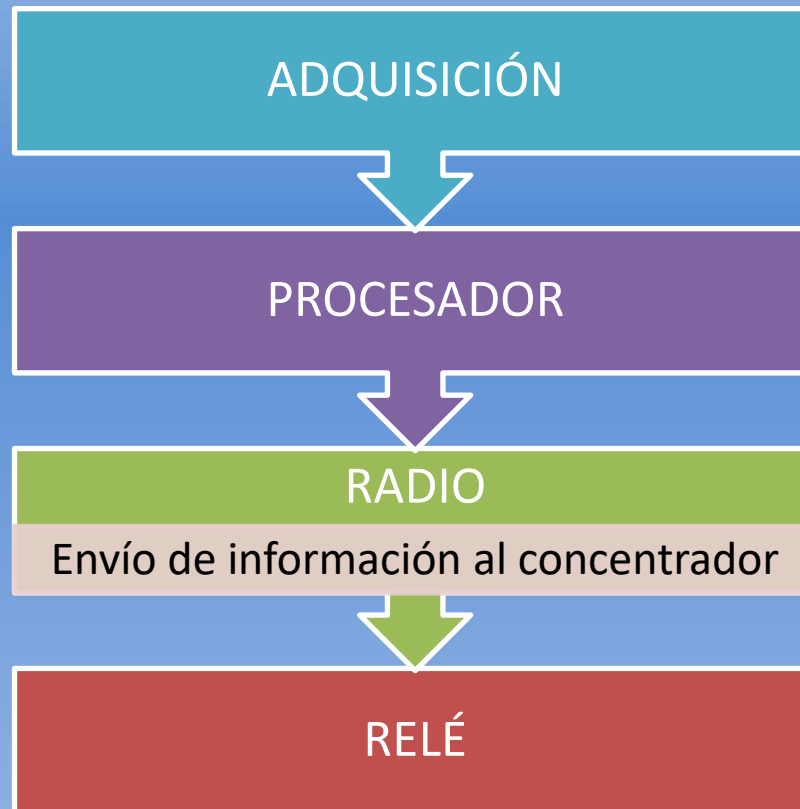 ADQUISICIÓN
PROCESADOR
RADIO
Envío de información al concentrador
RELÉ